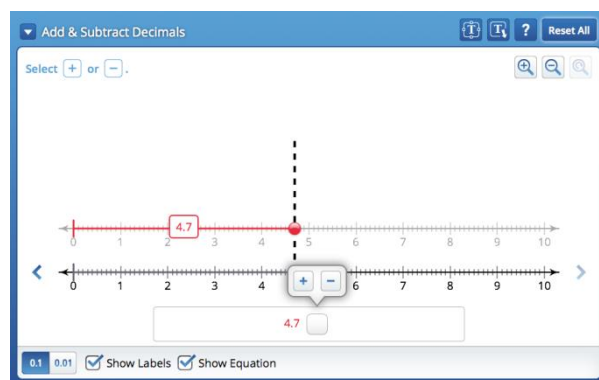 Add & Subtract Decimals
T T ? Reset All
Select + or − .
4.7
0 1 2 3 4 5 6 7 8 9 10
0 1 2 3 4 6 7 8 9 10
+ −
4.7
0.1 0.01 Show Labels Show Equation